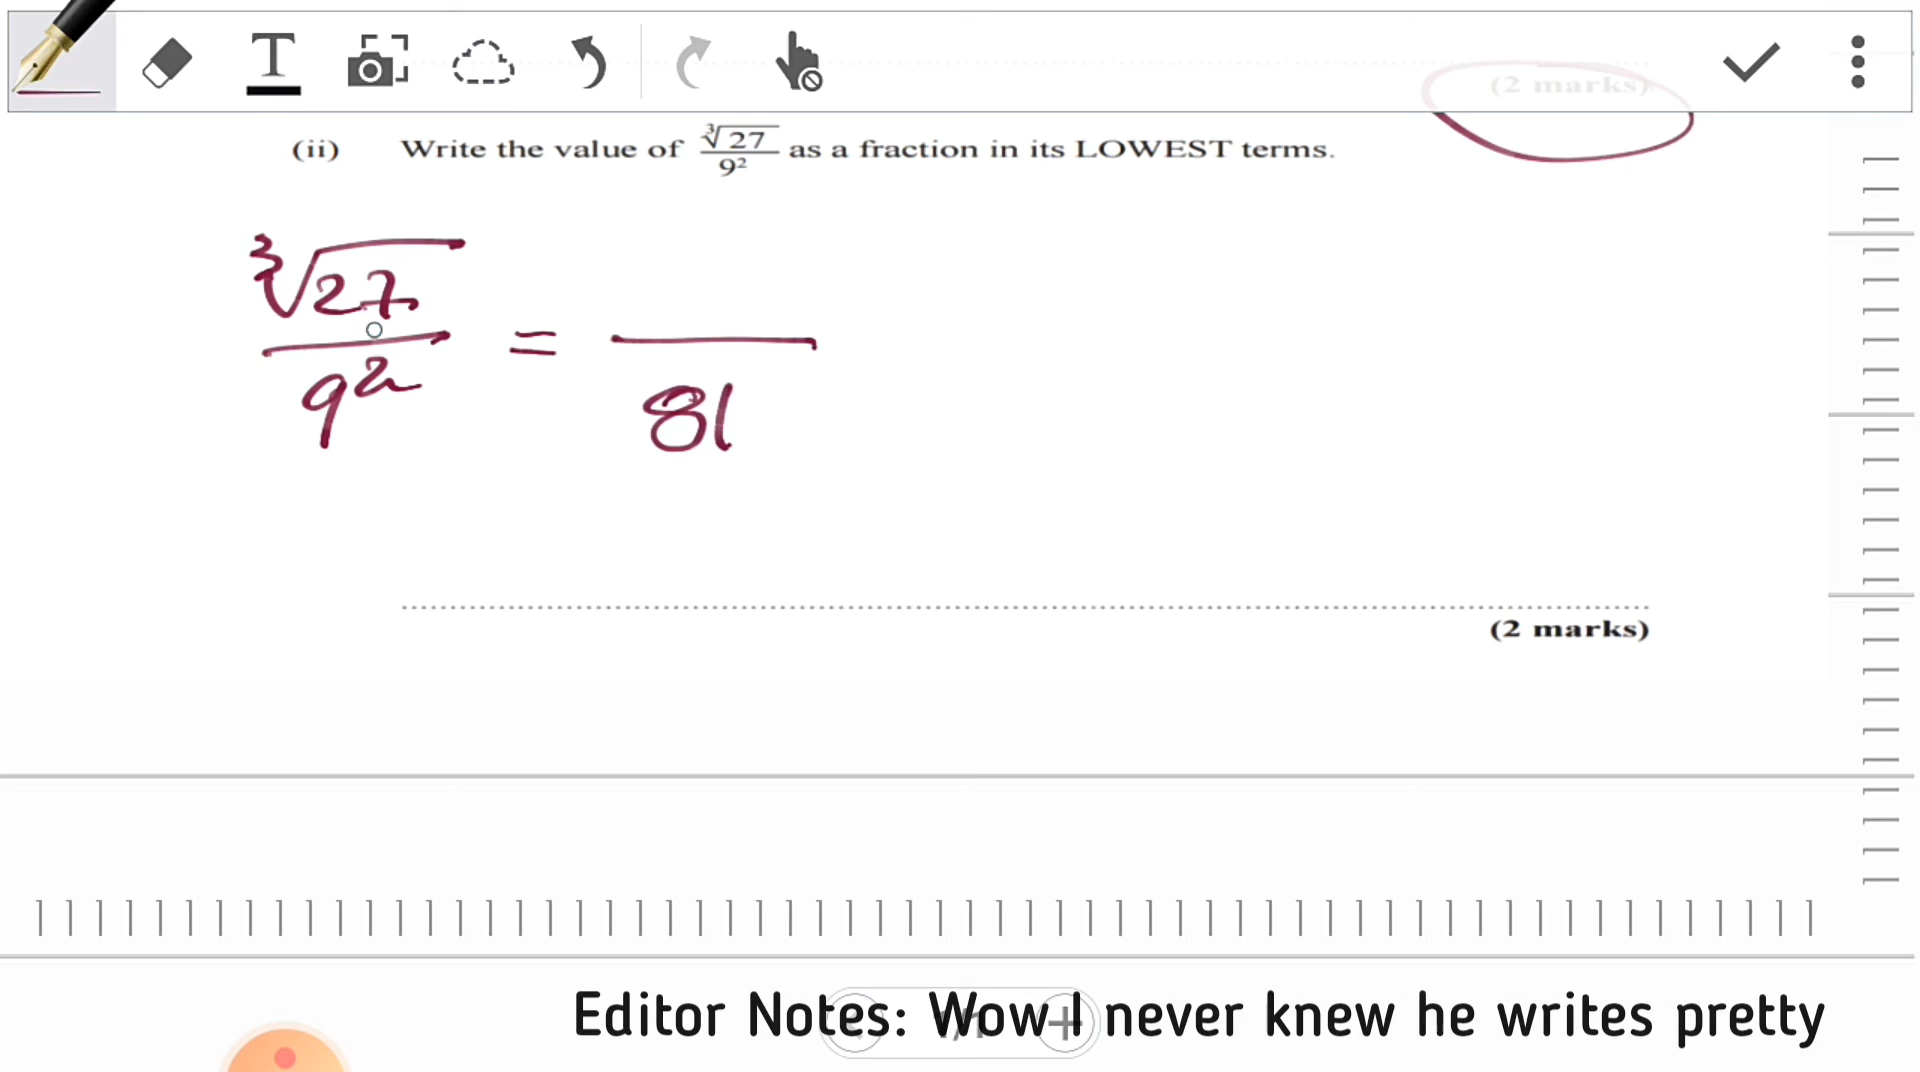 T
(2 marks)
(ii) Write the value of ∛27 / 9² as a fraction in its LOWEST terms.
∛27 / 9² = / 81
(2 marks)
Editor Notes: Wow I never knew he writes pretty